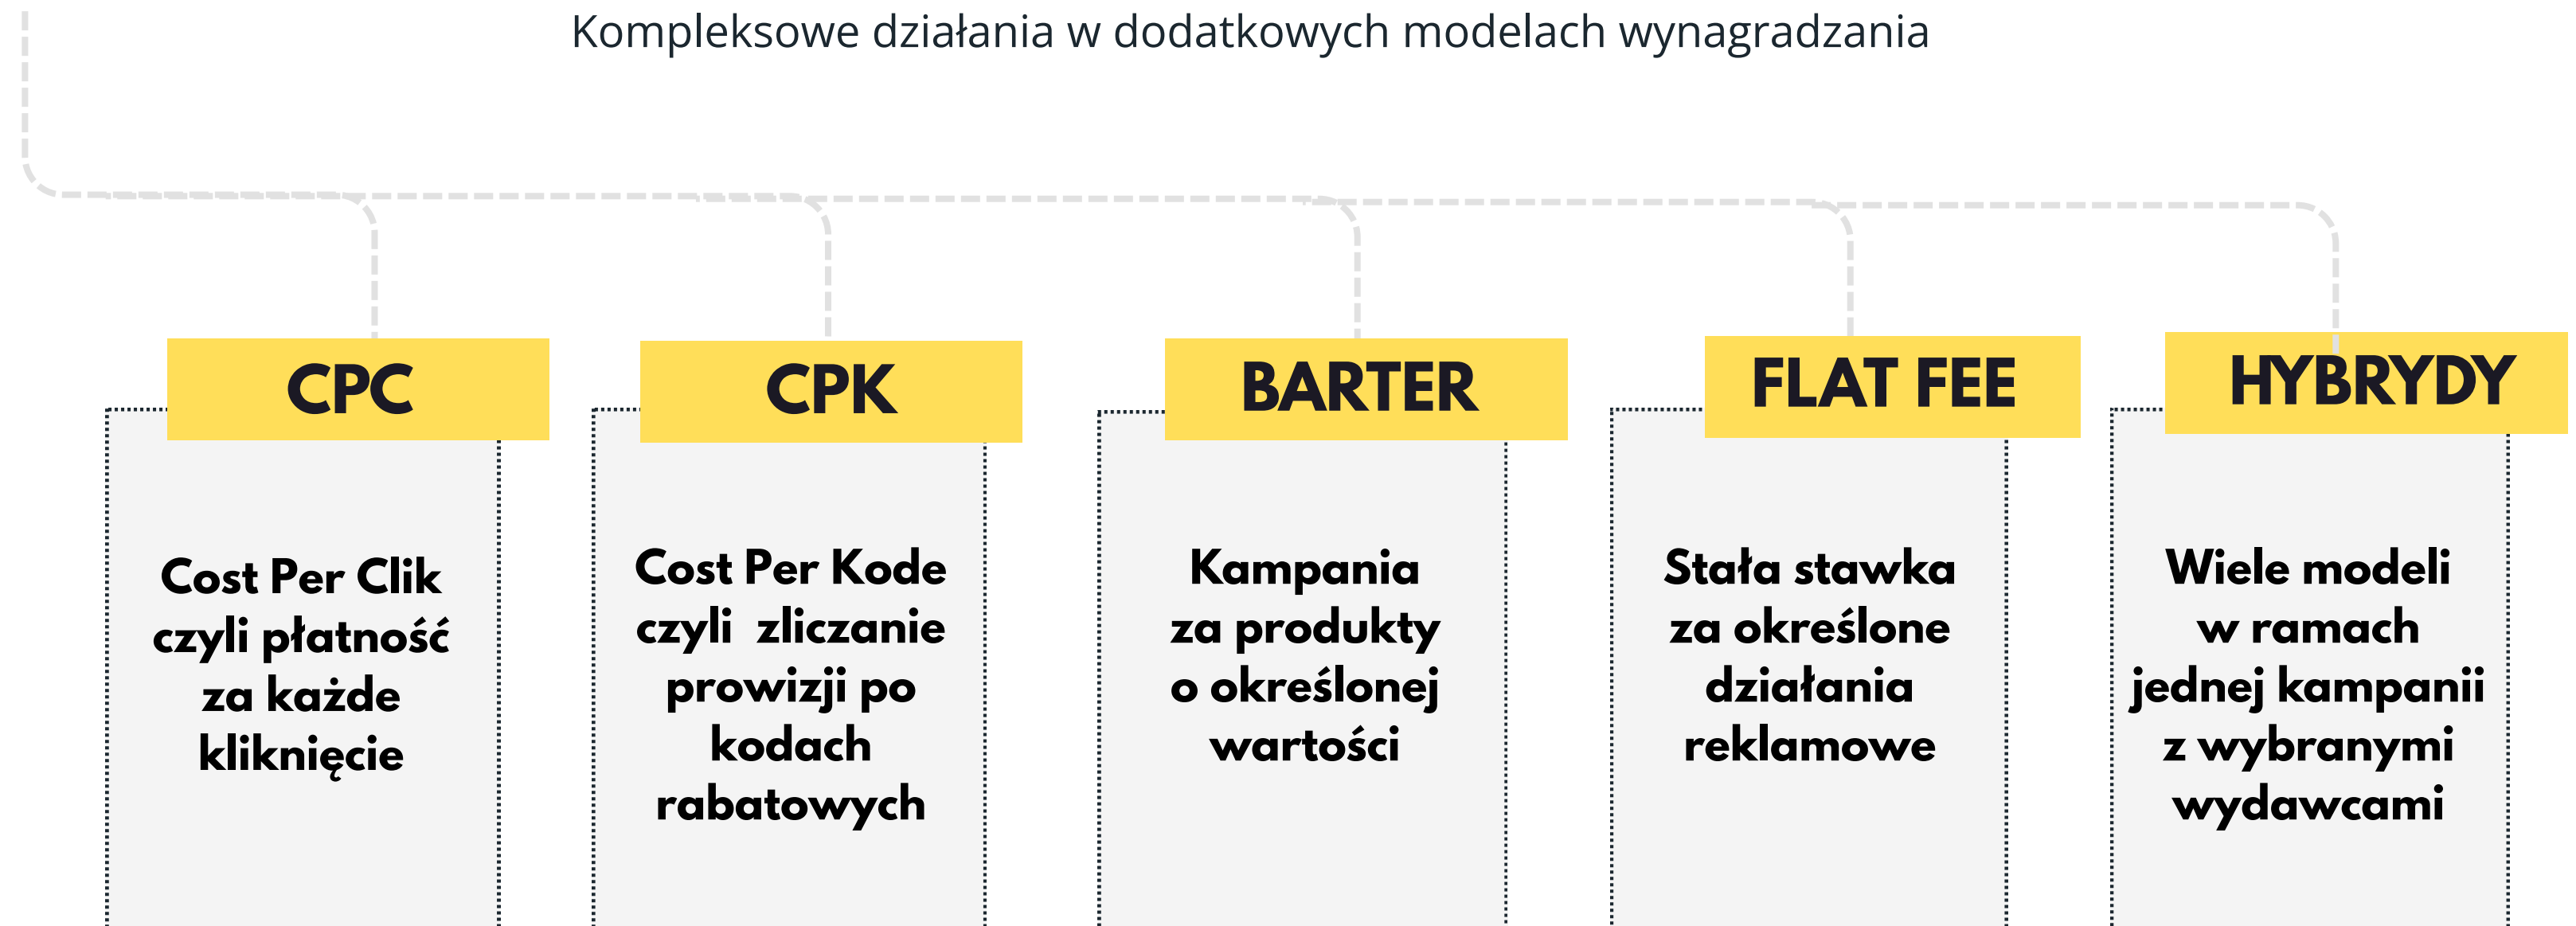 Kompleksowe działania w dodatkowych modelach wynagradzania
CPC
Cost Per Clik
czyli płatność
za każde
kliknięcie
CPK
Cost Per Kode
czyli  zliczanie
prowizji po
kodach
rabatowych
BARTER
Kampania
za produkty
o określonej
wartości
FLAT FEE
Stała stawka
za określone
działania
reklamowe
HYBRYDY
Wiele modeli
w ramach
jednej kampanii
z wybranymi
wydawcami